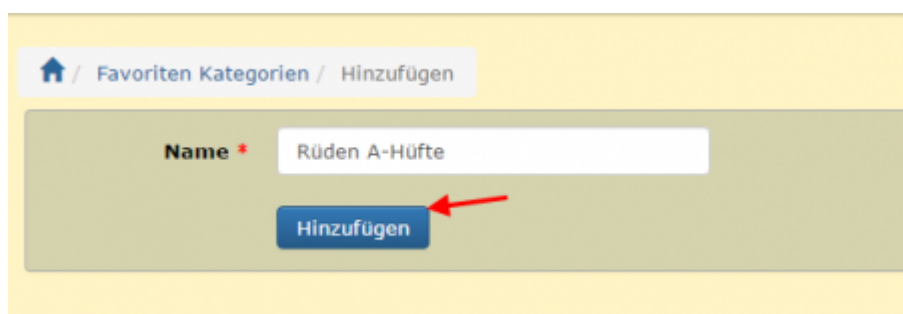 / Favoriten Kategorien / Hinzufügen
Name * Rüden A-Hüfte
Hinzufügen